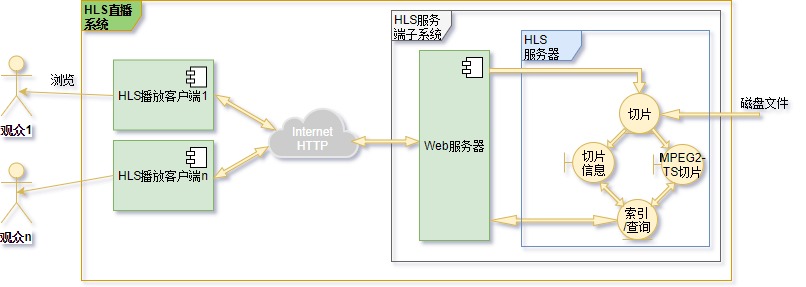 HLS直播
系统
HLS服务
端子系统
HLS
服务器
浏览
HLS播放客户端1
观众1
Internet
HTTP
Web服务器
切片
磁盘文件
切片
信息
MPEG2-
TS切片
HLS播放客户端n
观众n
索引
/查询